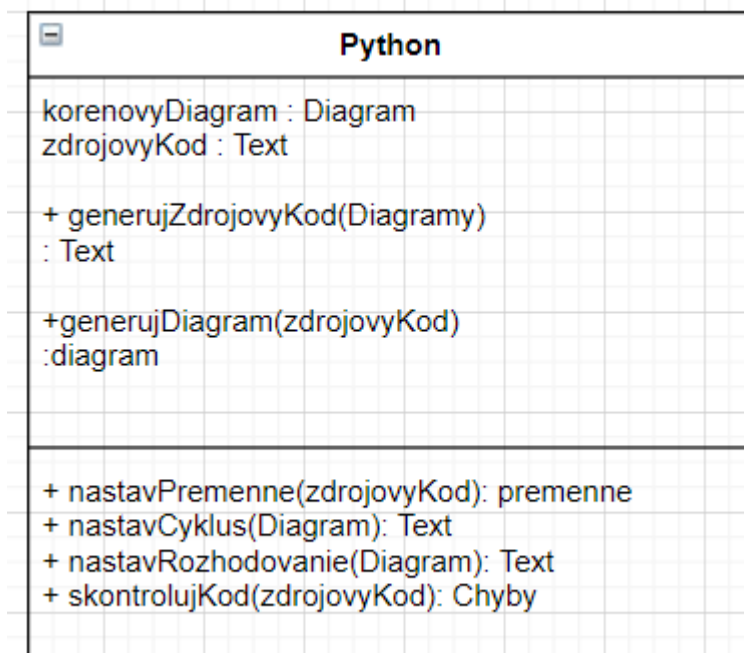 Python
korenovyDiagram : Diagram
zdrojovyKod : Text
+ generujZdrojovyKod(Diagramy)
: Text
+generujDiagram(zdrojovyKod)
:diagram
+ nastavPremenne(zdrojovyKod): premenne
+ nastavCyklus(Diagram): Text
+ nastavRozhodovanie(Diagram): Text
+ skontrolujKod(zdrojovyKod): Chyby